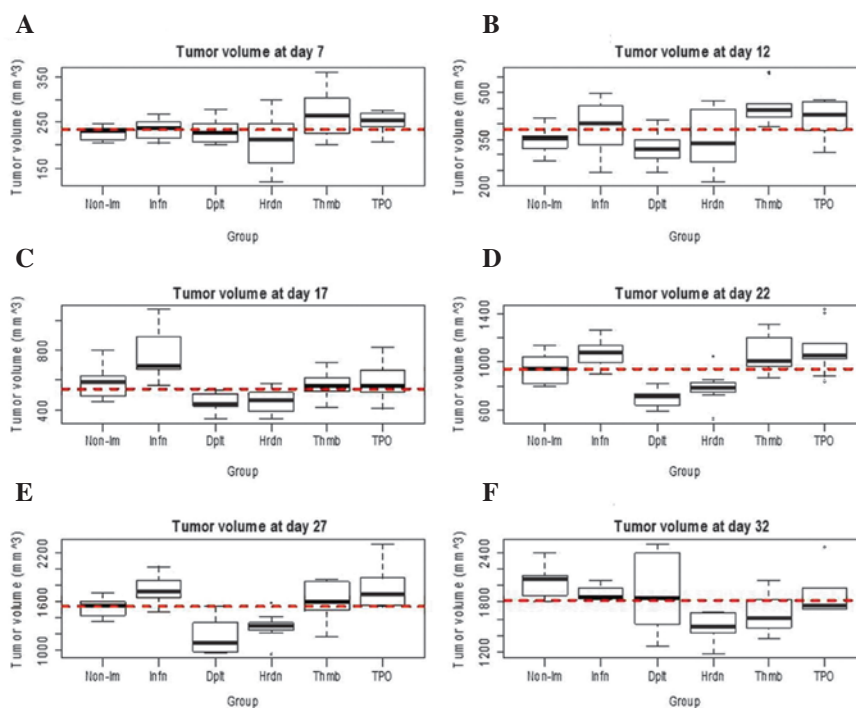 A
Tumor volume at day 7
Tumor volume (mm^3)
350
250
150
Non-Im Infn Dplt Hrdn Thmb TPO
Group
B
Tumor volume at day 12
Tumor volume (mm^3)
500
350
200
Non-Im Infn Dplt Hrdn Thmb TPO
Group
C
Tumor volume at day 17
Tumor volume (mm^3)
800
400
Non-Im Infn Dplt Hrdn Thmb TPO
Group
D
Tumor volume at day 22
Tumor volume (mm^3)
1400
1000
600
Non-Im Infn Dplt Hrdn Thmb TPO
Group
E
Tumor volume at day 27
Tumor volume (mm^3)
2200
1600
1000
Non-Im Infn Dplt Hrdn Thmb TPO
Group
F
Tumor volume at day 32
Tumor volume (mm^3)
2400
1800
1200
Non-Im Infn Dplt Hrdn Thmb TPO
Group